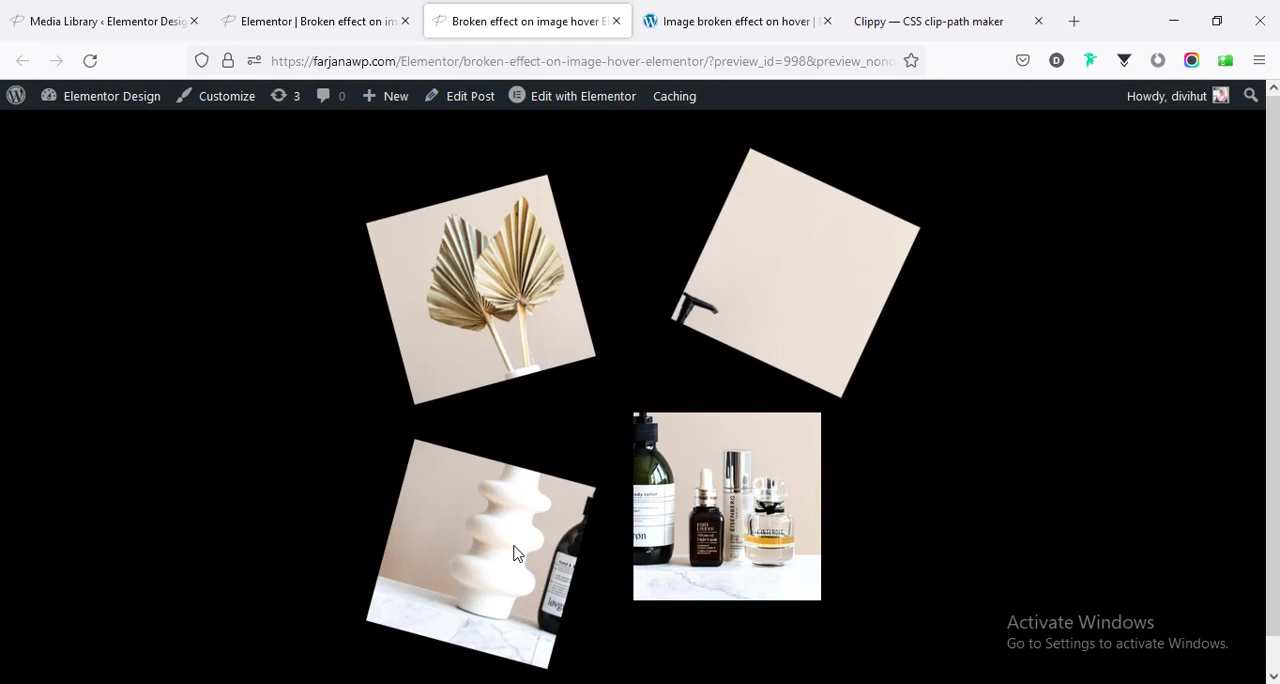 Media Library ‹ Elementor Desig
Elementor | Broken effect on im
Broken effect on image hover E
Image broken effect on hover |
Clippy — CSS clip-path maker
https://farjanawp.com/Elementor/broken-effect-on-image-hover-elementor/?preview_id=998&preview_nonc
Elementor Design
Customize
3
0
New
Edit Post
Edit with Elementor
Caching
Howdy, divihut
EISENBERG
L'INTERDIT
Activate Windows
Go to Settings to activate Windows.